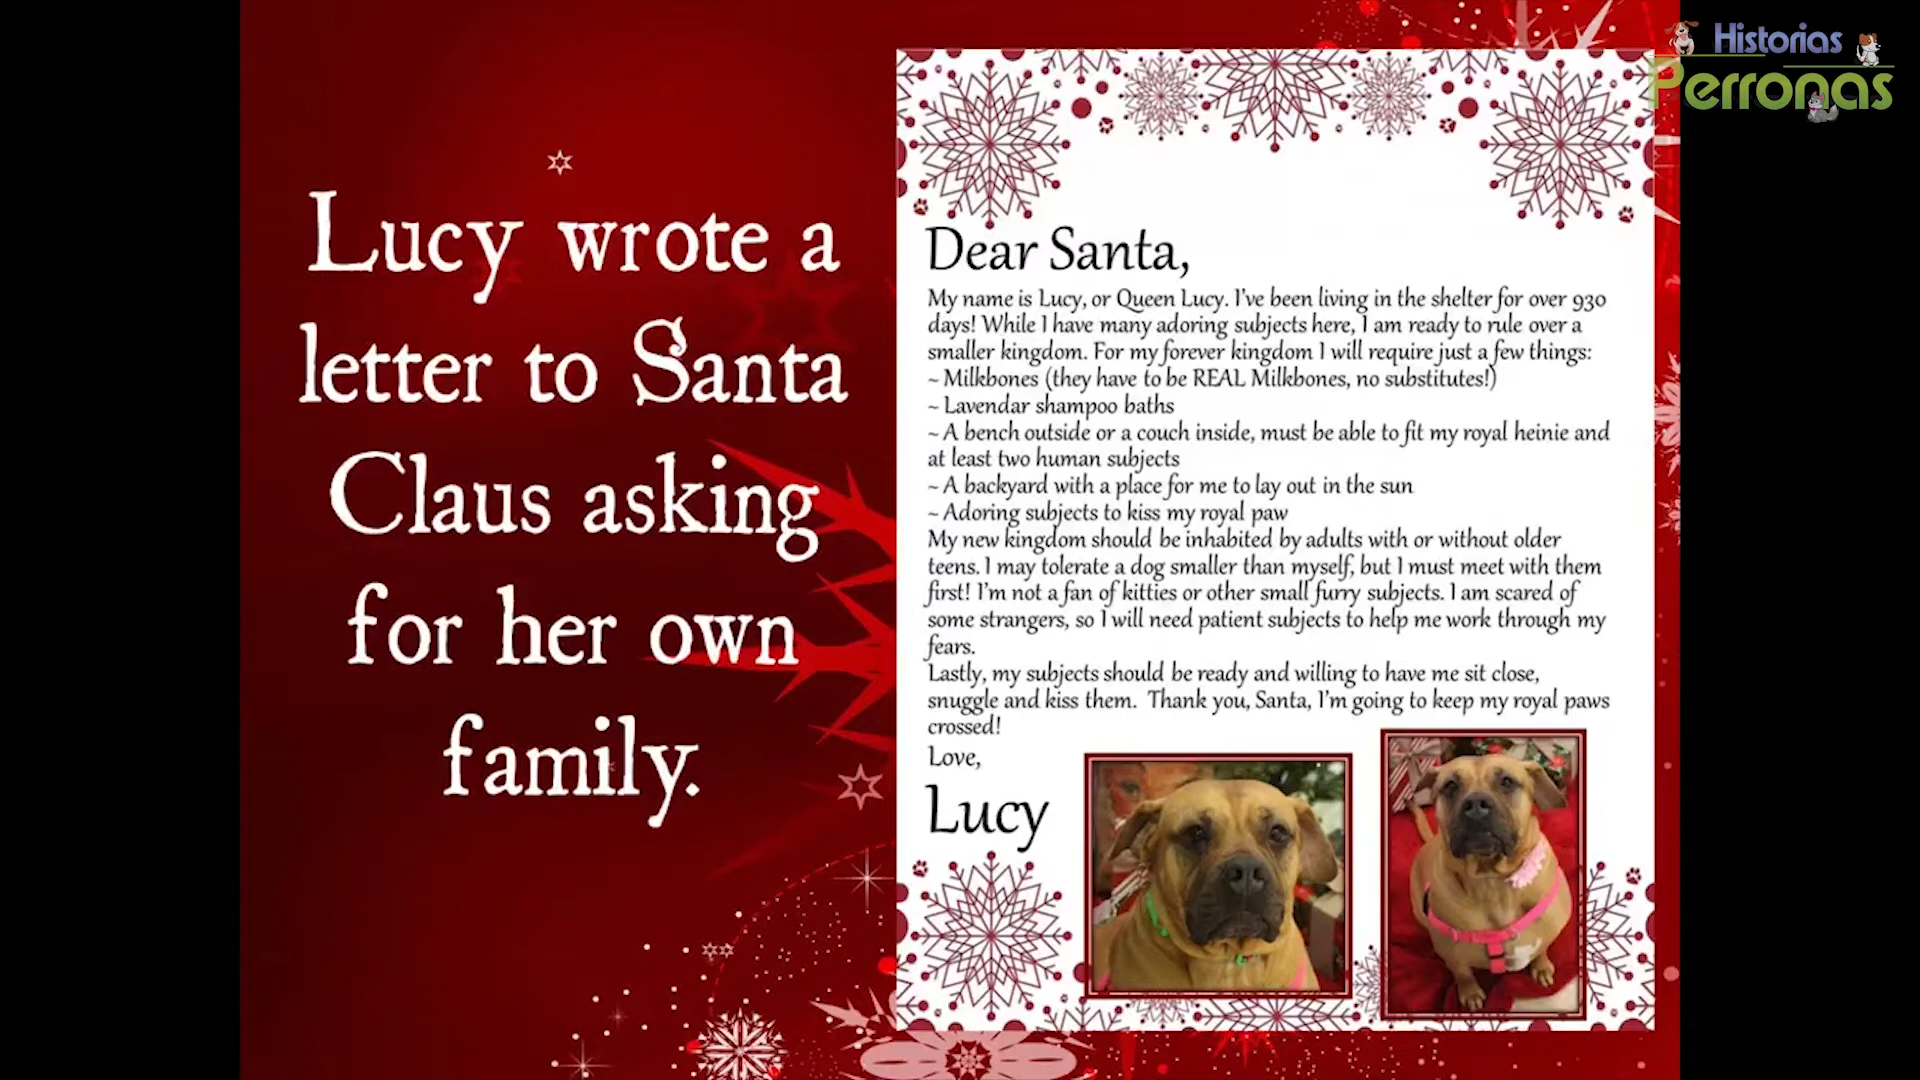 Historias
Perronas
Lucy wrote a
letter to Santa
Claus asking
for her own
family.
Dear Santa,
My name is Lucy, or Queen Lucy. I've been living in the shelter for over 930
days! While I have many adoring subjects here, I am ready to rule over a
smaller kingdom. For my forever kingdom I will require just a few things:
~ Milkbones (they have to be REAL Milkbones, no substitutes!)
~ Lavendar shampoo baths
~ A bench outside or a couch inside, must be able to fit my royal heinie and
at least two human subjects
~ A backyard with a place for me to lay out in the sun
~ Adoring subjects to kiss my royal paw
My new kingdom should be inhabited by adults with or without older
teens. I may tolerate a dog smaller than myself, but I must meet with them
first! I'm not a fan of kitties or other small furry subjects. I am scared of
some strangers, so I will need patient subjects to help me work through my
fears.
Lastly, my subjects should be ready and willing to have me sit close,
snuggle and kiss them. Thank you, Santa, I'm going to keep my royal paws
crossed!
Love,
Lucy